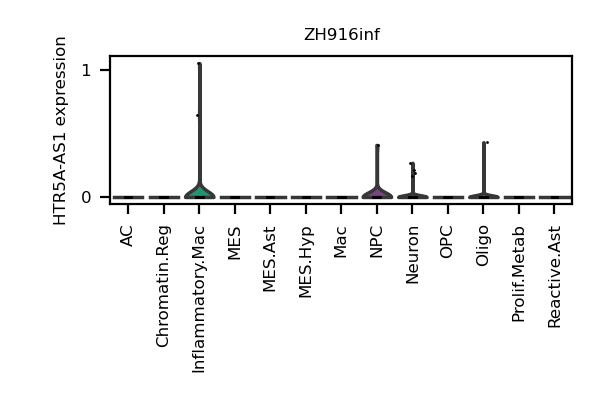 ZH916inf
HTR5A-AS1 expression
1
0
AC
Chromatin.Reg
Inflammatory.Mac
MES
MES.Ast
MES.Hyp
Mac
NPC
Neuron
OPC
Oligo
Prolif.Metab
Reactive.Ast